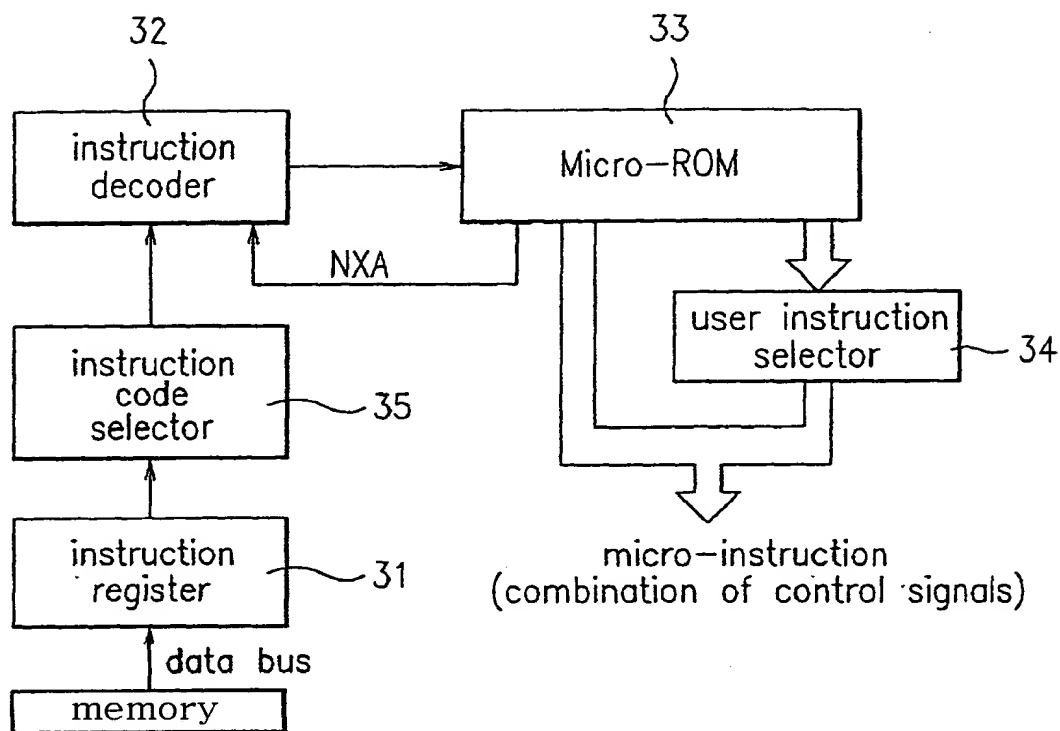 32
33
instruction
decoder
Micro-ROM
NXA
user instruction
selector
34
instruction
code
selector
35
instruction
register
31
micro-instruction
(combination of control signals)
data bus
memory